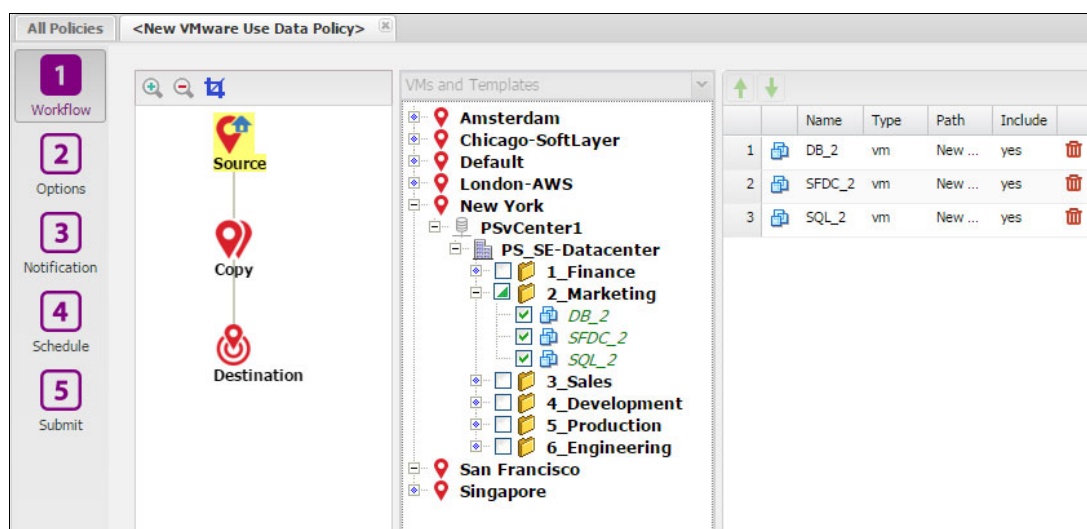 All Policies
<New VMware Use Data Policy>
1
Workflow
2
Options
3
Notification
4
Schedule
5
Submit
Source
Copy
Destination
VMs and Templates
Amsterdam
Chicago-SoftLayer
Default
London-AWS
New York
PSvCenter1
PS_SE-Datacenter
1_Finance
2_Marketing
DB_2
SFDC_2
SQL_2
3_Sales
4_Development
5_Production
6_Engineering
San Francisco
Singapore
Name Type Path Include
1 DB_2 vm New ... yes
2 SFDC_2 vm New ... yes
3 SQL_2 vm New ... yes